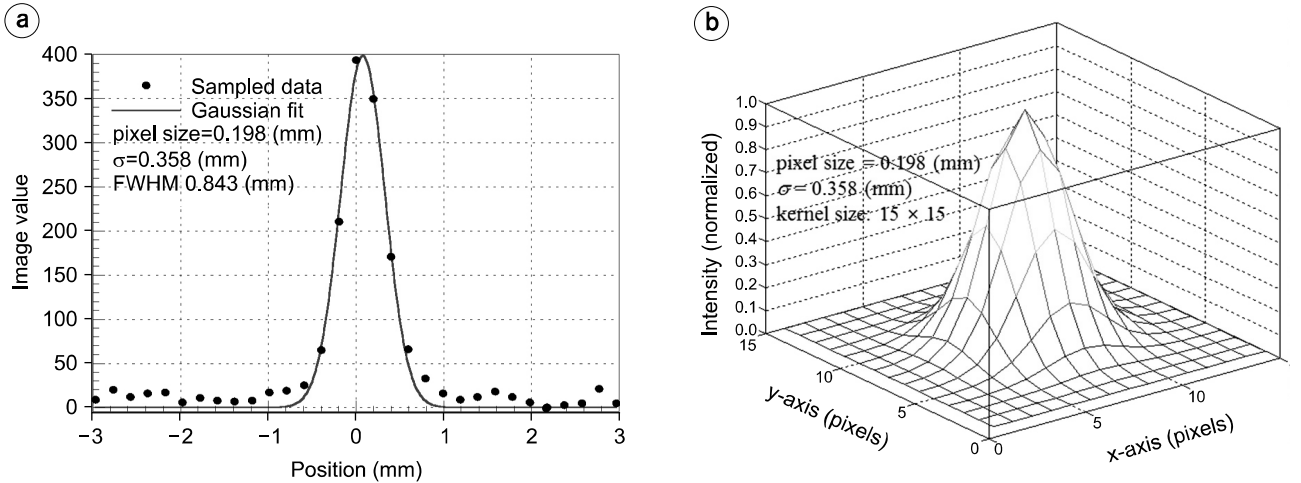 a
400
350
300
250
200
150
100
50
0
Image value
Sampled data
Gaussian fit
pixel size=0.198 (mm)
σ=0.358 (mm)
FWHM 0.843 (mm)
−3 −2 −1 0 1 2 3
Position (mm)
b
1.0
0.9
0.8
0.7
0.6
0.5
0.4
0.3
0.2
0.1
0.0
Intensity (normalized)
pixel size = 0.198 (mm)
σ = 0.358 (mm)
kernel size: 15 × 15
15
10
5
0
y-axis (pixels)
0
5
10
x-axis (pixels)